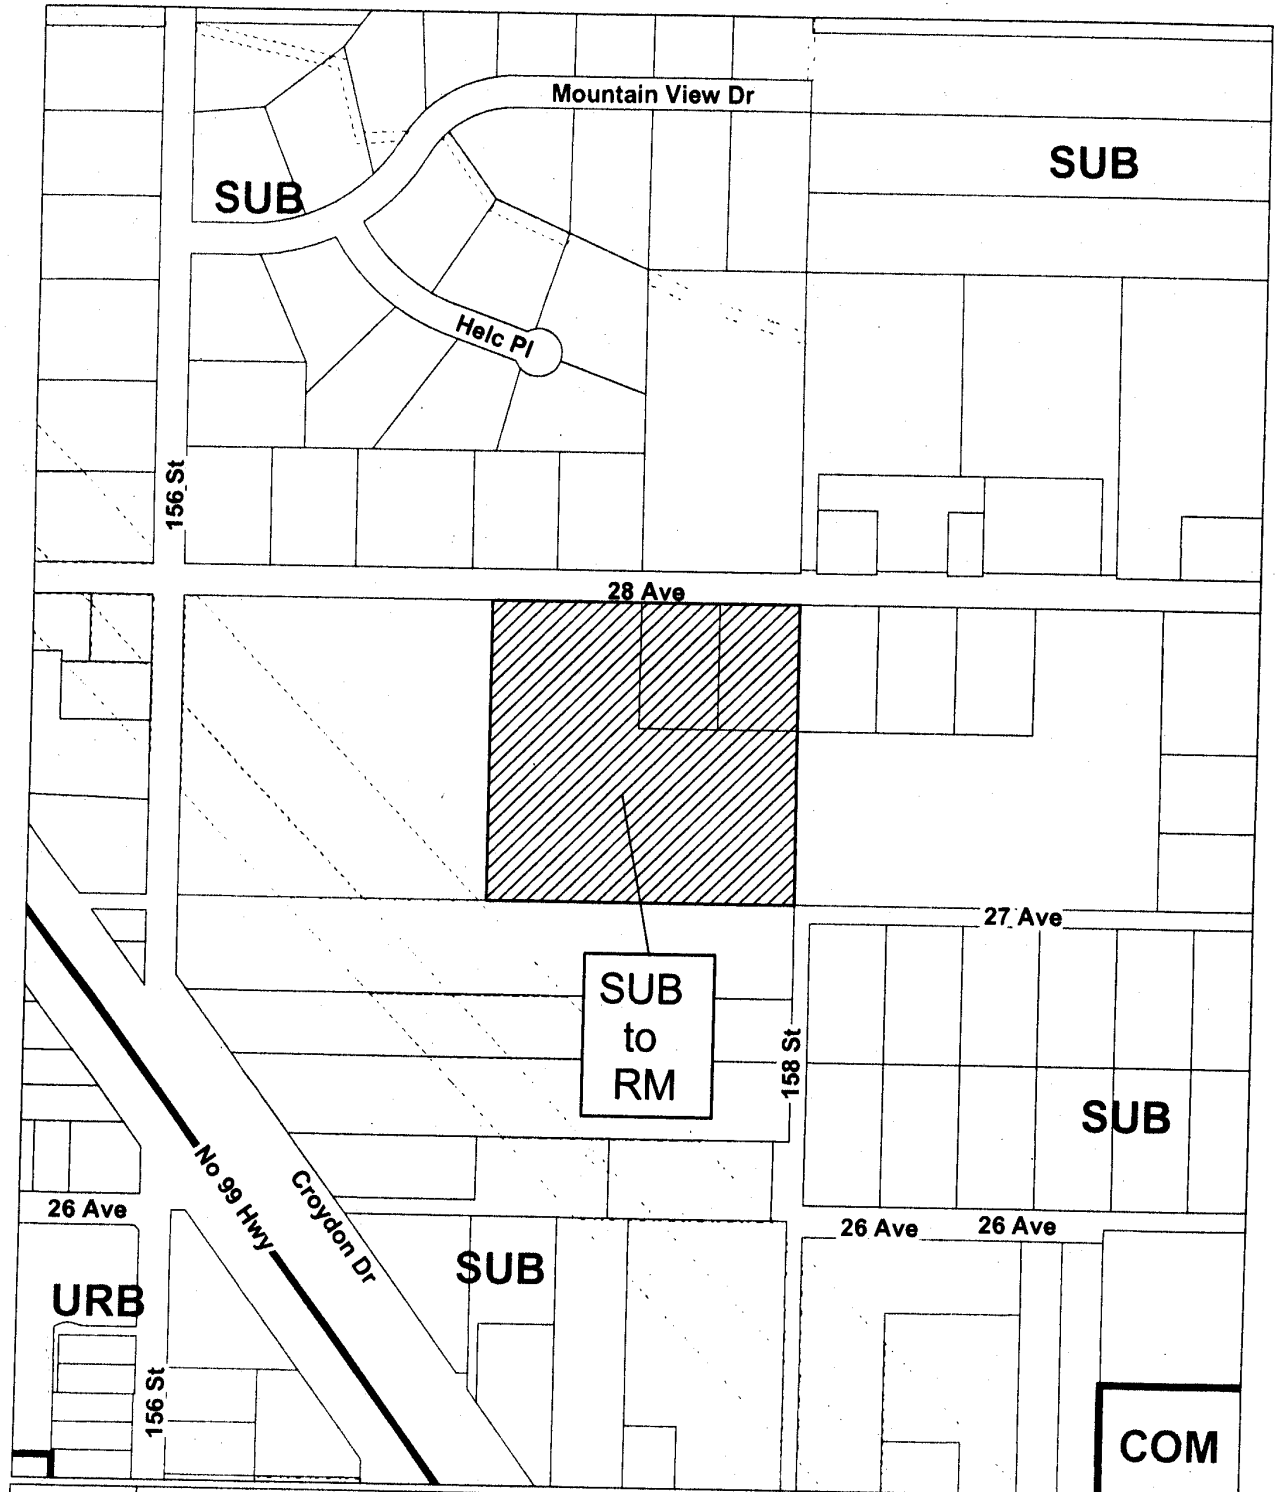 Mountain View Dr
SUB
SUB
Helc Pl
156 St
28 Ave
27 Ave
SUB
to
RM
158 St
SUB
No 99 Hwy
Croydon Dr
26 Ave
26 Ave
26 Ave
SUB
URB
156 St
COM